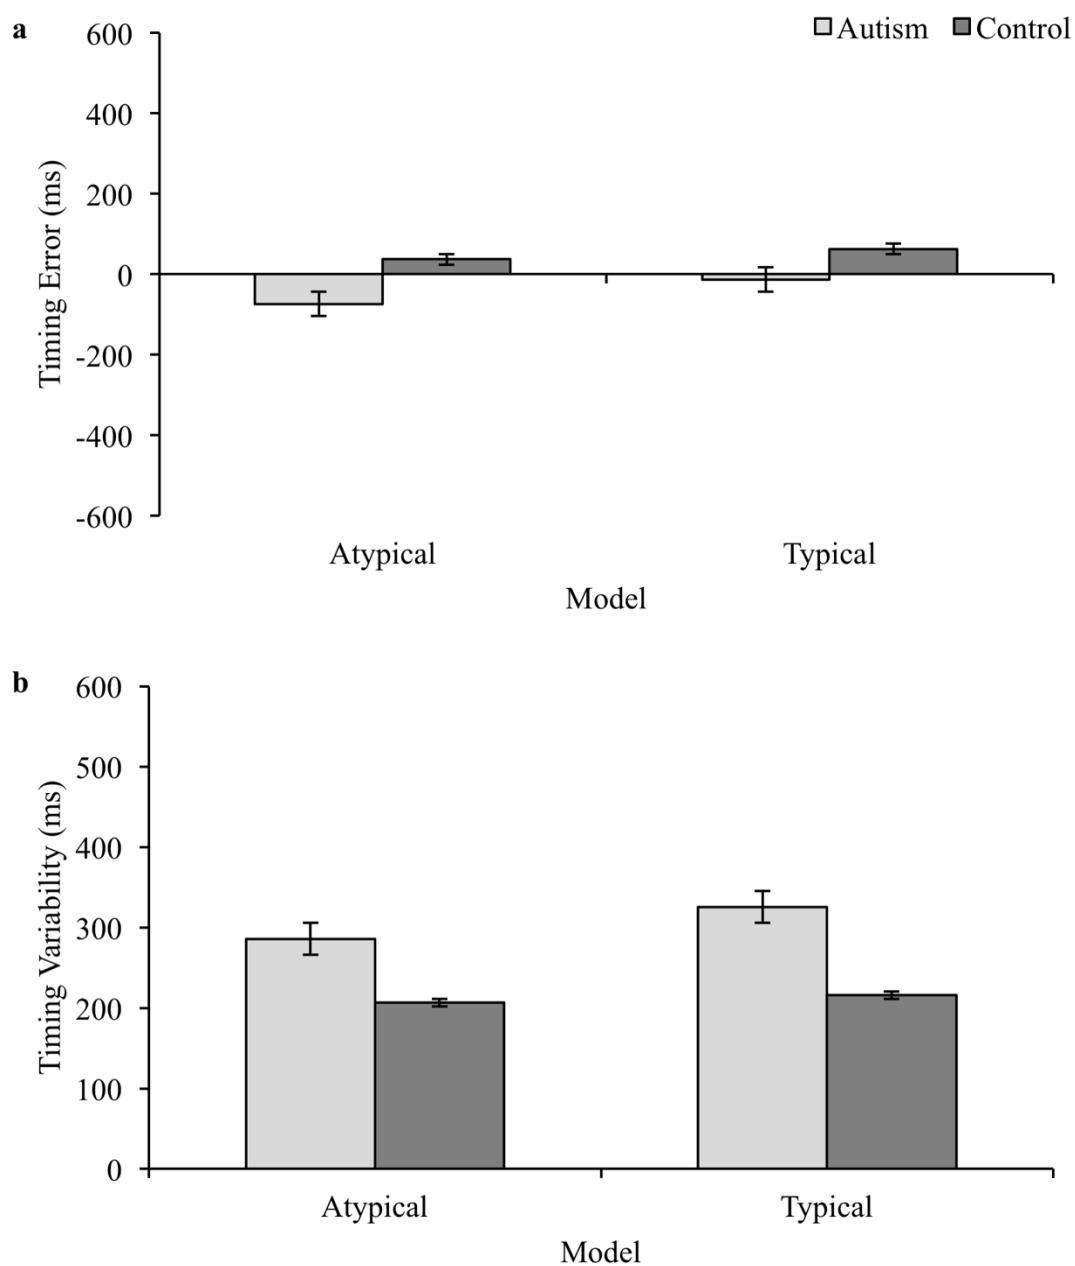 a
Autism Control
600
400
200
0
-200
-400
-600
Timing Error (ms)
Atypical Typical
Model
b
600
500
400
300
200
100
0
Timing Variability (ms)
Atypical Typical
Model